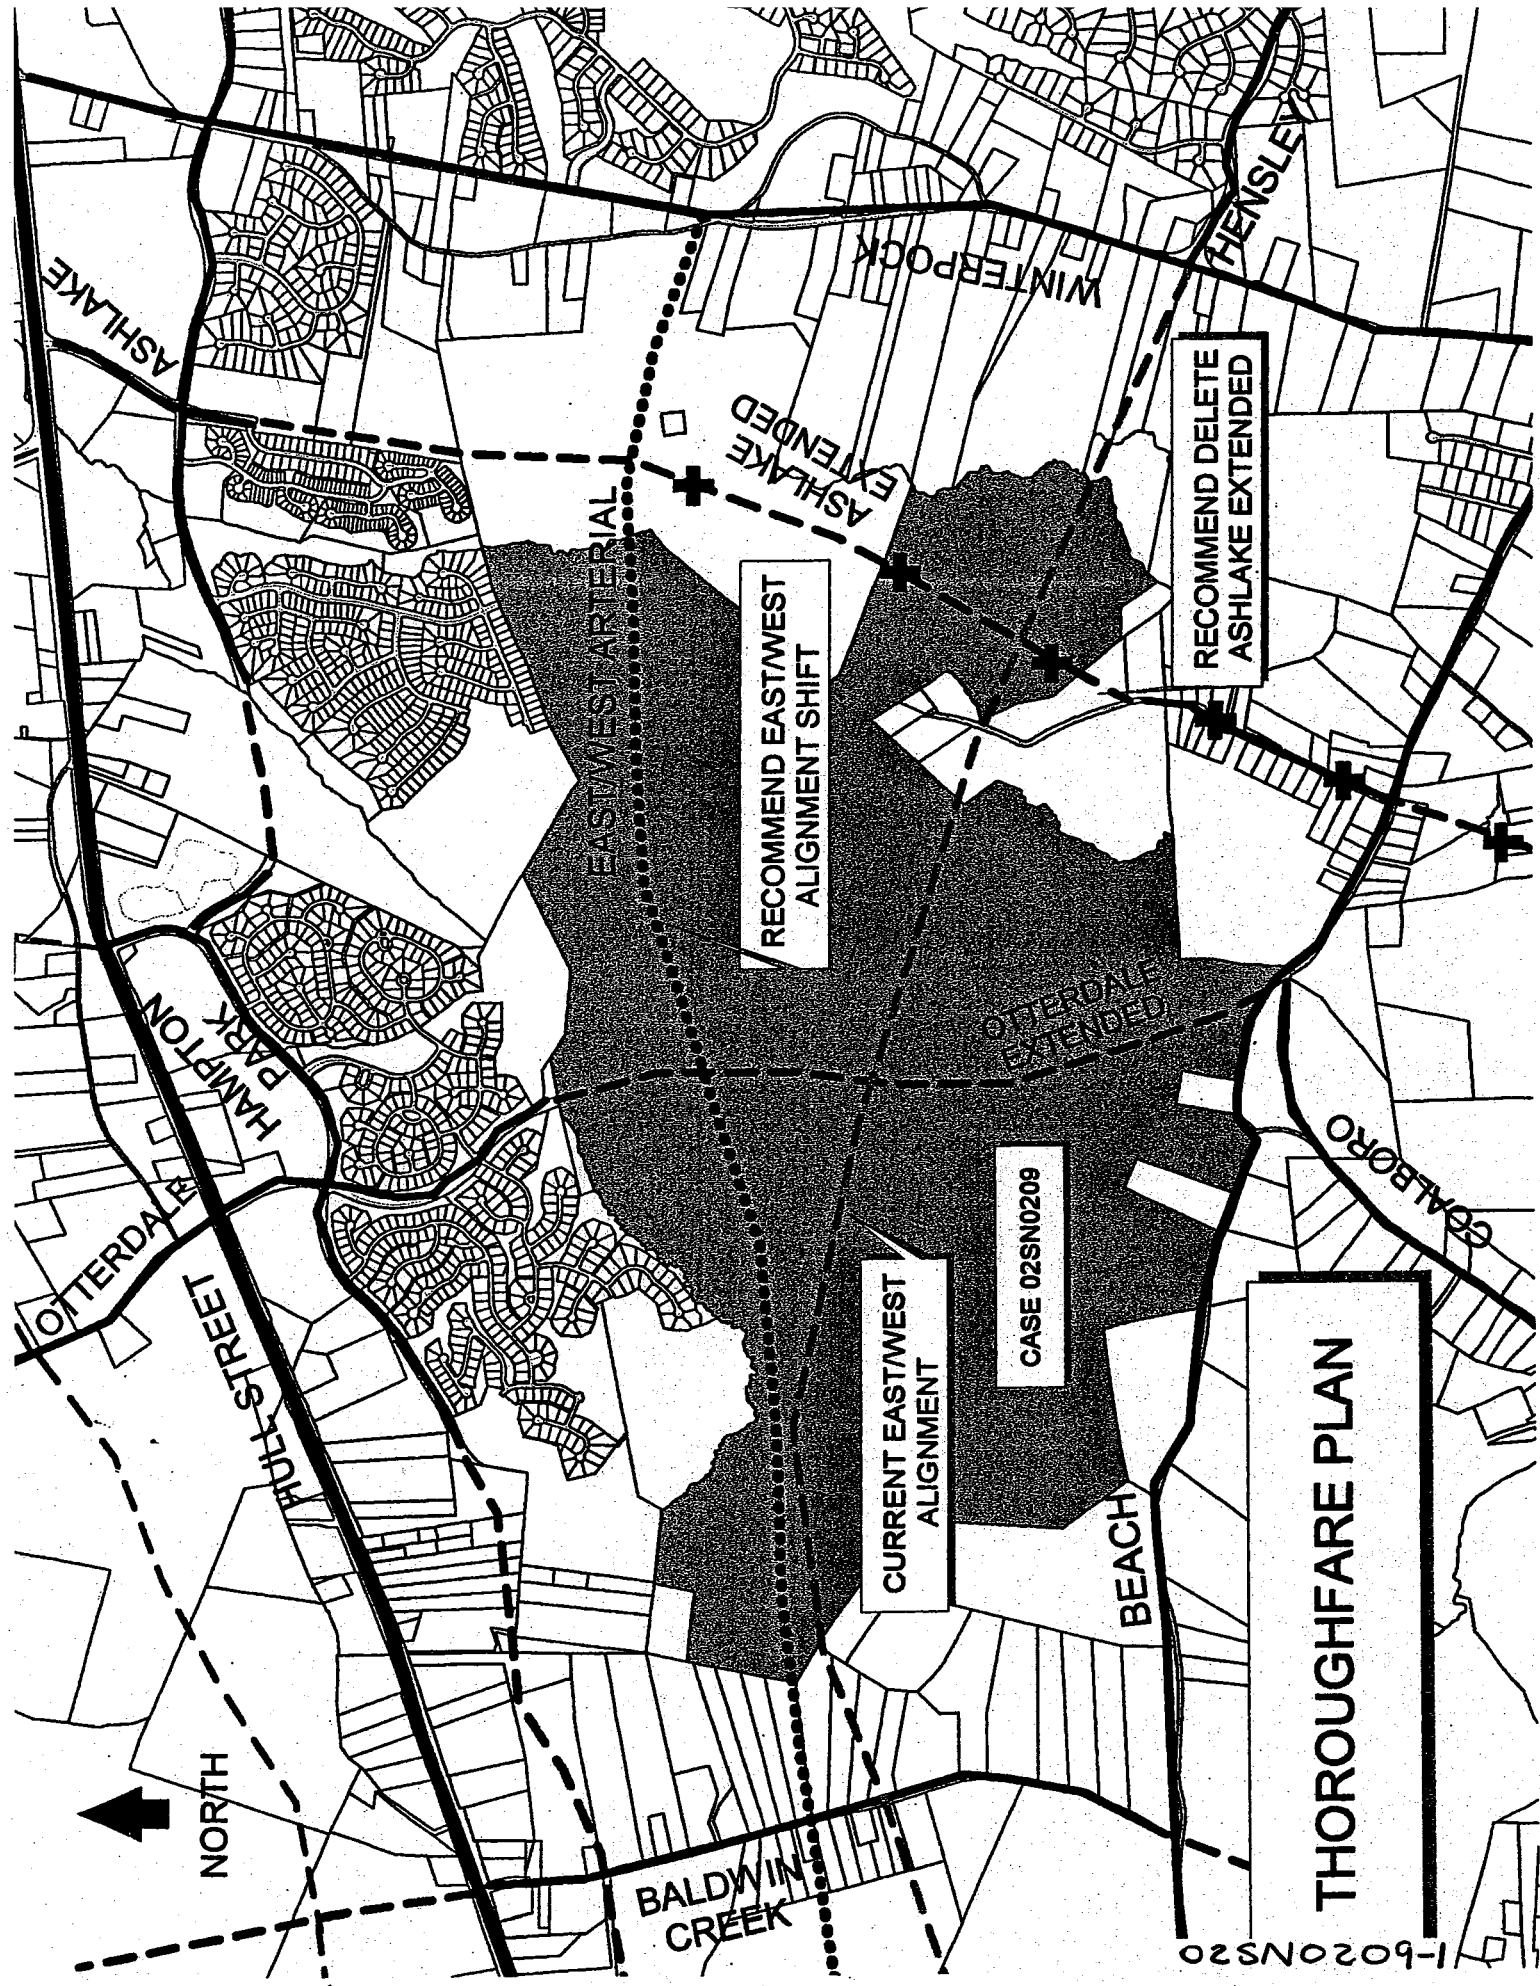 NORTH
OTTERDALE
HULL STREET
HAMPTON
PARK
ASHLAKE
BALDWIN
CREEK
EAST/WEST ARTERIAL
RECOMMEND EAST/WEST
ALIGNMENT SHIFT
ASHLAKE
EXTENDED
WINTERPOCK
CURRENT EAST/WEST
ALIGNMENT
OTTERDALE
EXTENDED
CASE 02SN0209
BEACH
COALBORO
RECOMMEND DELETE
ASHLAKE EXTENDED
HENSLEY
THOROUGHFARE PLAN
02SN0209-1